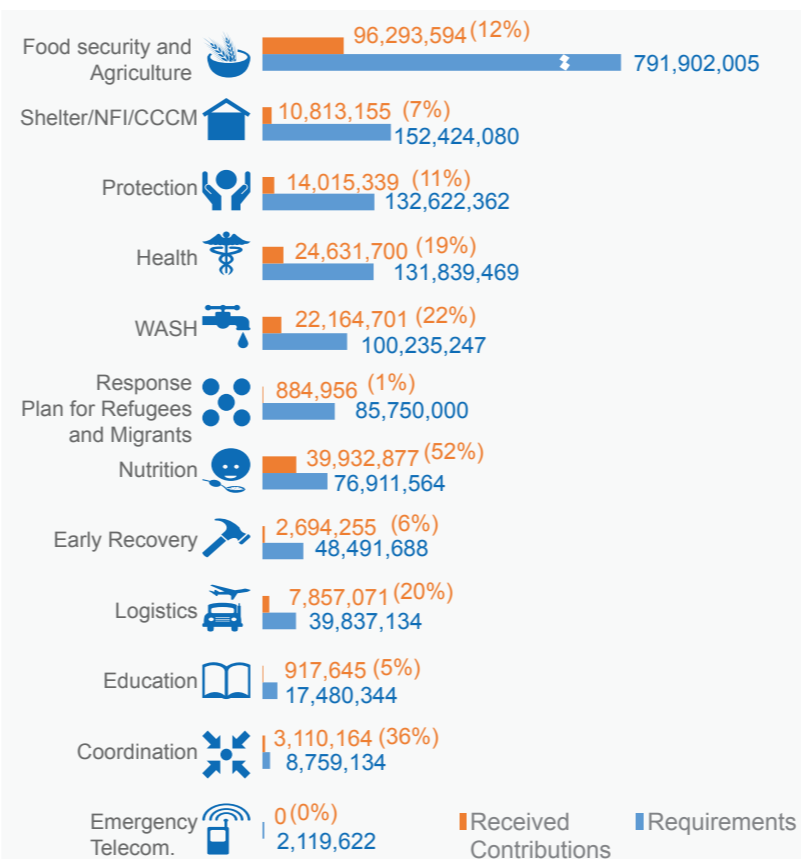 Food security and
Agriculture
96,293,594 (12%)
791,902,005
Shelter/NFI/CCCM
10,813,155 (7%)
152,424,080
Protection
14,015,339 (11%)
132,622,362
Health
24,631,700 (19%)
131,839,469
WASH
22,164,701 (22%)
100,235,247
Response
Plan for Refugees
and Migrants
884,956 (1%)
85,750,000
Nutrition
39,932,877 (52%)
76,911,564
Early Recovery
2,694,255 (6%)
48,491,688
Logistics
7,857,071 (20%)
39,837,134
Education
917,645 (5%)
17,480,344
Coordination
3,110,164 (36%)
8,759,134
Emergency
Telecom.
0 (0%)
2,119,622
Received
Contributions
Requirements